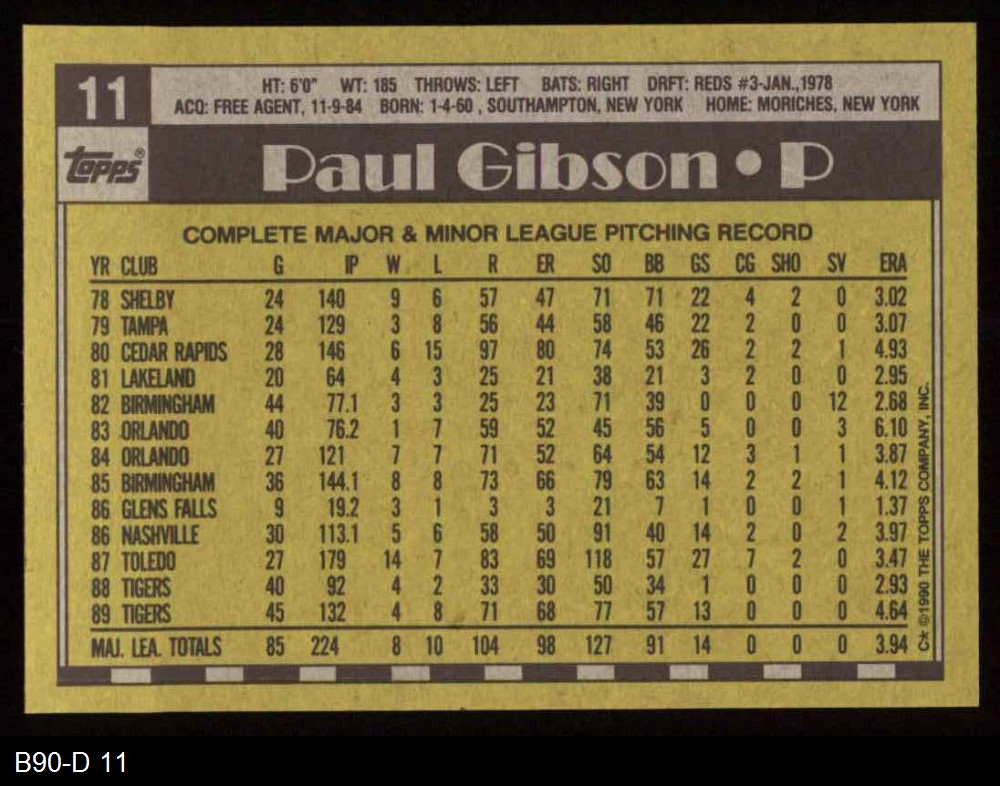 11
HT: 6'0" WT: 185 THROWS: LEFT BATS: RIGHT DRFT: REDS #3-JAN.,1978
ACQ: FREE AGENT, 11-9-84 BORN: 1-4-60 , SOUTHAMPTON, NEW YORK HOME: MORICHES, NEW YORK
TOPPS®
Paul Gibson • P
COMPLETE MAJOR & MINOR LEAGUE PITCHING RECORD
YR CLUB G IP W L R ER SO BB GS CG SHO SV ERA
78 SHELBY 24 140 9 6 57 47 71 71 22 4 2 0 3.02
79 TAMPA 24 129 3 8 56 44 58 46 22 2 0 0 3.07
80 CEDAR RAPIDS 28 146 6 15 97 80 74 53 26 2 2 1 4.93
81 LAKELAND 20 64 4 3 25 21 38 21 3 2 0 0 2.95
82 BIRMINGHAM 44 77.1 3 3 25 23 71 39 0 0 0 12 2.68
83 ORLANDO 40 76.2 1 7 59 52 45 56 5 0 0 3 6.10
84 ORLANDO 27 121 7 7 71 52 64 54 12 3 1 1 3.87
85 BIRMINGHAM 36 144.1 8 8 73 66 79 63 14 2 2 1 4.12
86 GLENS FALLS 9 19.2 3 1 3 3 21 7 1 0 0 1 1.37
86 NASHVILLE 30 113.1 5 6 58 50 91 40 14 2 0 2 3.97
87 TOLEDO 27 179 14 7 83 69 118 57 27 7 2 0 3.47
88 TIGERS 40 92 4 2 33 30 50 34 1 0 0 0 2.93
89 TIGERS 45 132 4 8 71 68 77 57 13 0 0 0 4.64
MAJ. LEA. TOTALS 85 224 8 10 104 98 127 91 14 0 0 0 3.94
C* ©1990 THE TOPPS COMPANY, INC.
B90-D 11